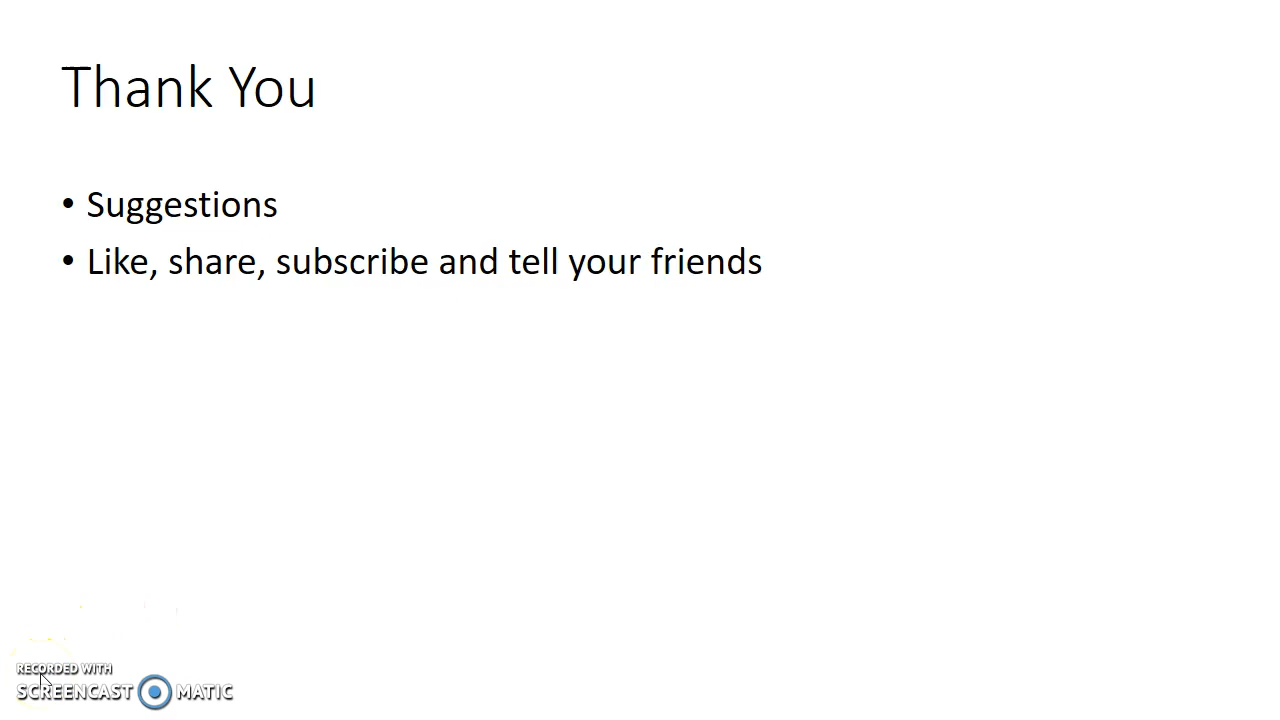 Thank You
• Suggestions
• Like, share, subscribe and tell your friends
RECORDED WITH
SCREENCAST MATIC